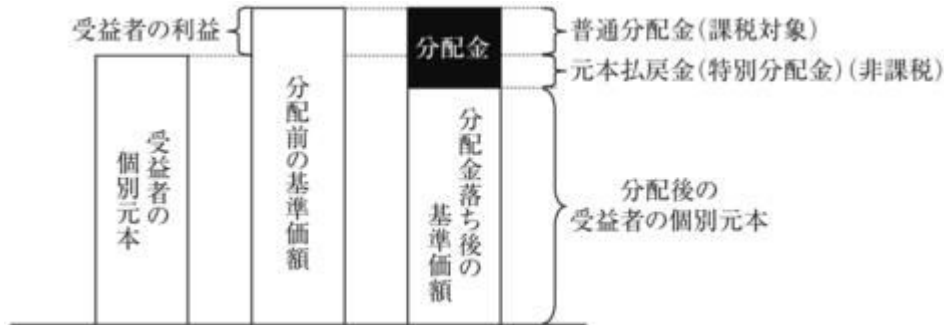 受益者の利益
受益者の
個別元本
分配前の基準価額
分配金
分配金落ち後の
基準価額
普通分配金(課税対象)
元本払戻金(特別分配金)(非課税)
分配後の
受益者の個別元本